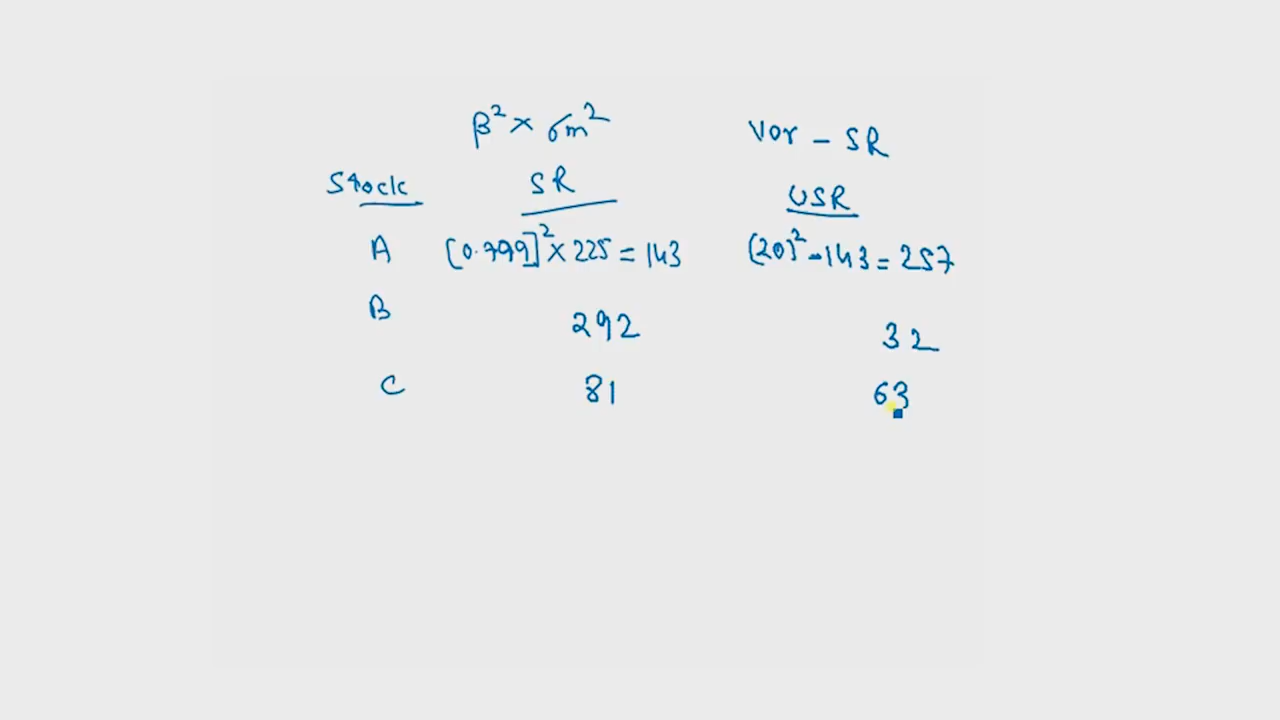 β² × σm² Var - SR
Stock SR USR
A [0.799]² × 225 = 143 (20)² - 143 = 257
B 292 32
C 81 63